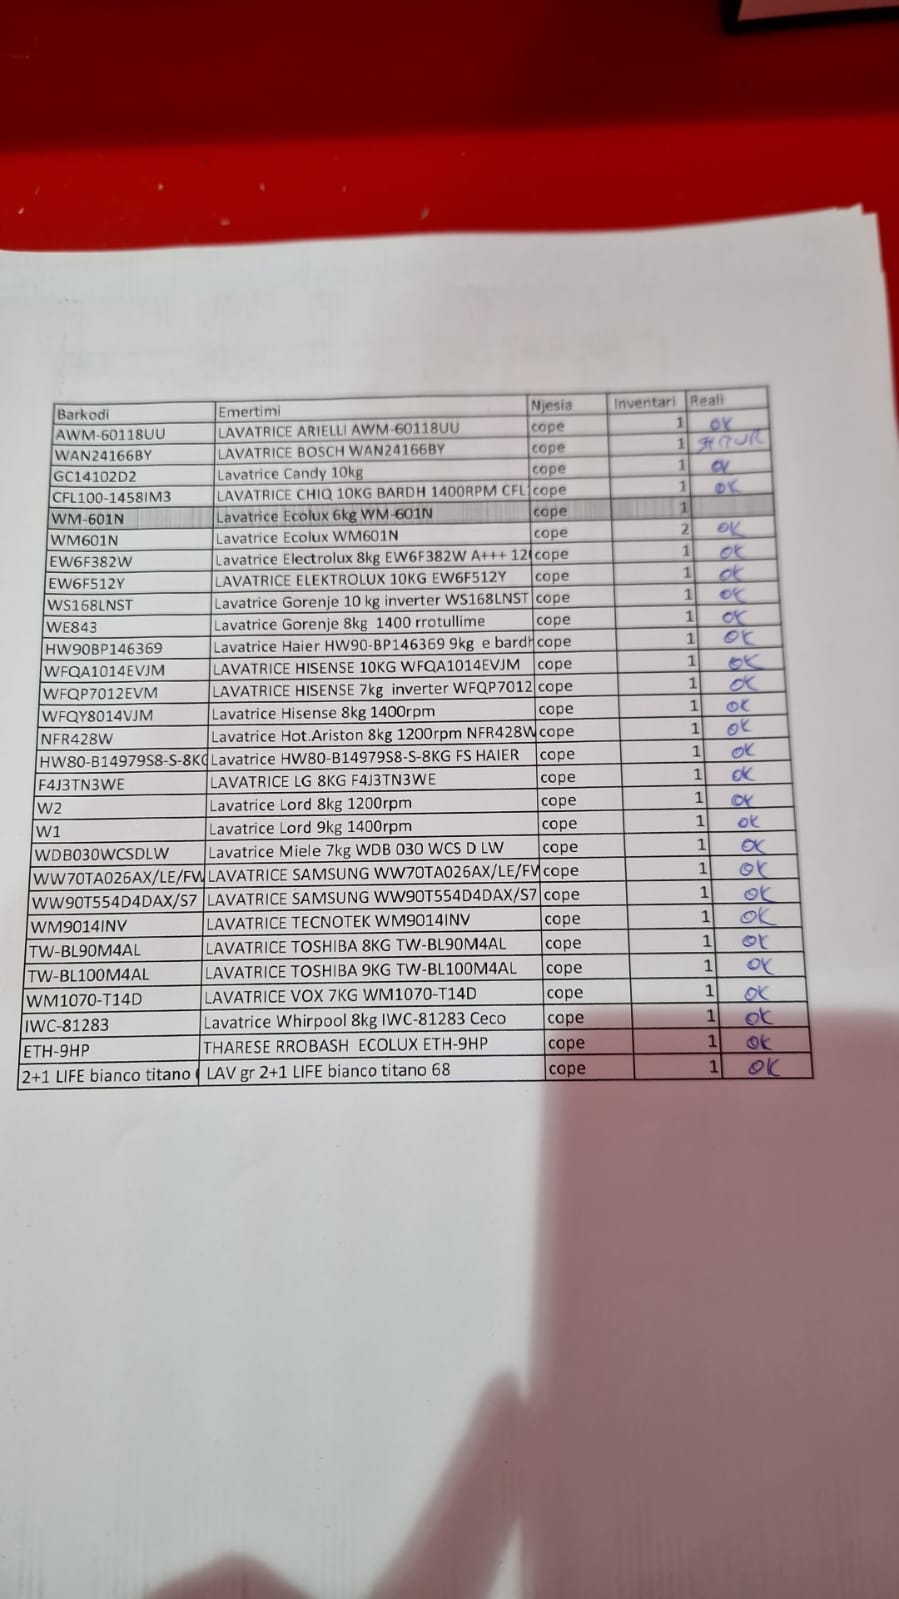 Barkodi Emertimi Njesia Inventari Reali
AWM-60118UU LAVATRICE ARIELLI AWM-60118UU cope 1 OK
WAN24166BY LAVATRICE BOSCH WAN24166BY cope 1
GC14102D2 Lavatrice Candy 10kg cope 1 OK
CFL100-1458IM3 LAVATRICE CHIQ 10KG BARDH 1400RPM CFL cope 1 OK
WM-601N Lavatrice Ecolux 6kg WM-601N cope 1
WM601N Lavatrice Ecolux WM601N cope 2 OK
EW6F382W Lavatrice Electrolux 8kg EW6F382W A+++ 12 cope 1 OK
EW6F512Y LAVATRICE ELEKTROLUX 10KG EW6F512Y cope 1 OK
WS168LNST Lavatrice Gorenje 10 kg inverter WS168LNST cope 1 OK
WE843 Lavatrice Gorenje 8kg 1400 rrotullime cope 1 OK
HW90BP146369 Lavatrice Haier HW90-BP146369 9kg e bardh cope 1 OK
WFQA1014EVJM LAVATRICE HISENSE 10KG WFQA1014EVJM cope 1 OK
WFQP7012EVM LAVATRICE HISENSE 7kg inverter WFQP7012 cope 1 OK
WFQY8014VJM Lavatrice Hisense 8kg 1400rpm cope 1 OK
NFR428W Lavatrice Hot.Ariston 8kg 1200rpm NFR428W cope 1 OK
HW80-B14979S8-S-8KG Lavatrice HW80-B14979S8-S-8KG FS HAIER cope 1 OK
F4J3TN3WE LAVATRICE LG 8KG F4J3TN3WE cope 1 OK
W2 Lavatrice Lord 8kg 1200rpm cope 1 OK
W1 Lavatrice Lord 9kg 1400rpm cope 1 OK
WDB030WCSDLW Lavatrice Miele 7kg WDB 030 WCS D LW cope 1 OK
WW70TA026AX/LE/FW LAVATRICE SAMSUNG WW70TA026AX/LE/FW cope 1 OK
WW90T554D4DAX/S7 LAVATRICE SAMSUNG WW90T554D4DAX/S7 cope 1 OK
WM9014INV LAVATRICE TECNOTEK WM9014INV cope 1 OK
TW-BL90M4AL LAVATRICE TOSHIBA 8KG TW-BL90M4AL cope 1 OK
TW-BL100M4AL LAVATRICE TOSHIBA 9KG TW-BL100M4AL cope 1 OK
WM1070-T14D LAVATRICE VOX 7KG WM1070-T14D cope 1 OK
IWC-81283 Lavatrice Whirpool 8kg IWC-81283 Ceco cope 1 OK
ETH-9HP THARESE RROBASH ECOLUX ETH-9HP cope 1 OK
2+1 LIFE bianco titano LAV gr 2+1 LIFE bianco titano 68 cope 1 OK